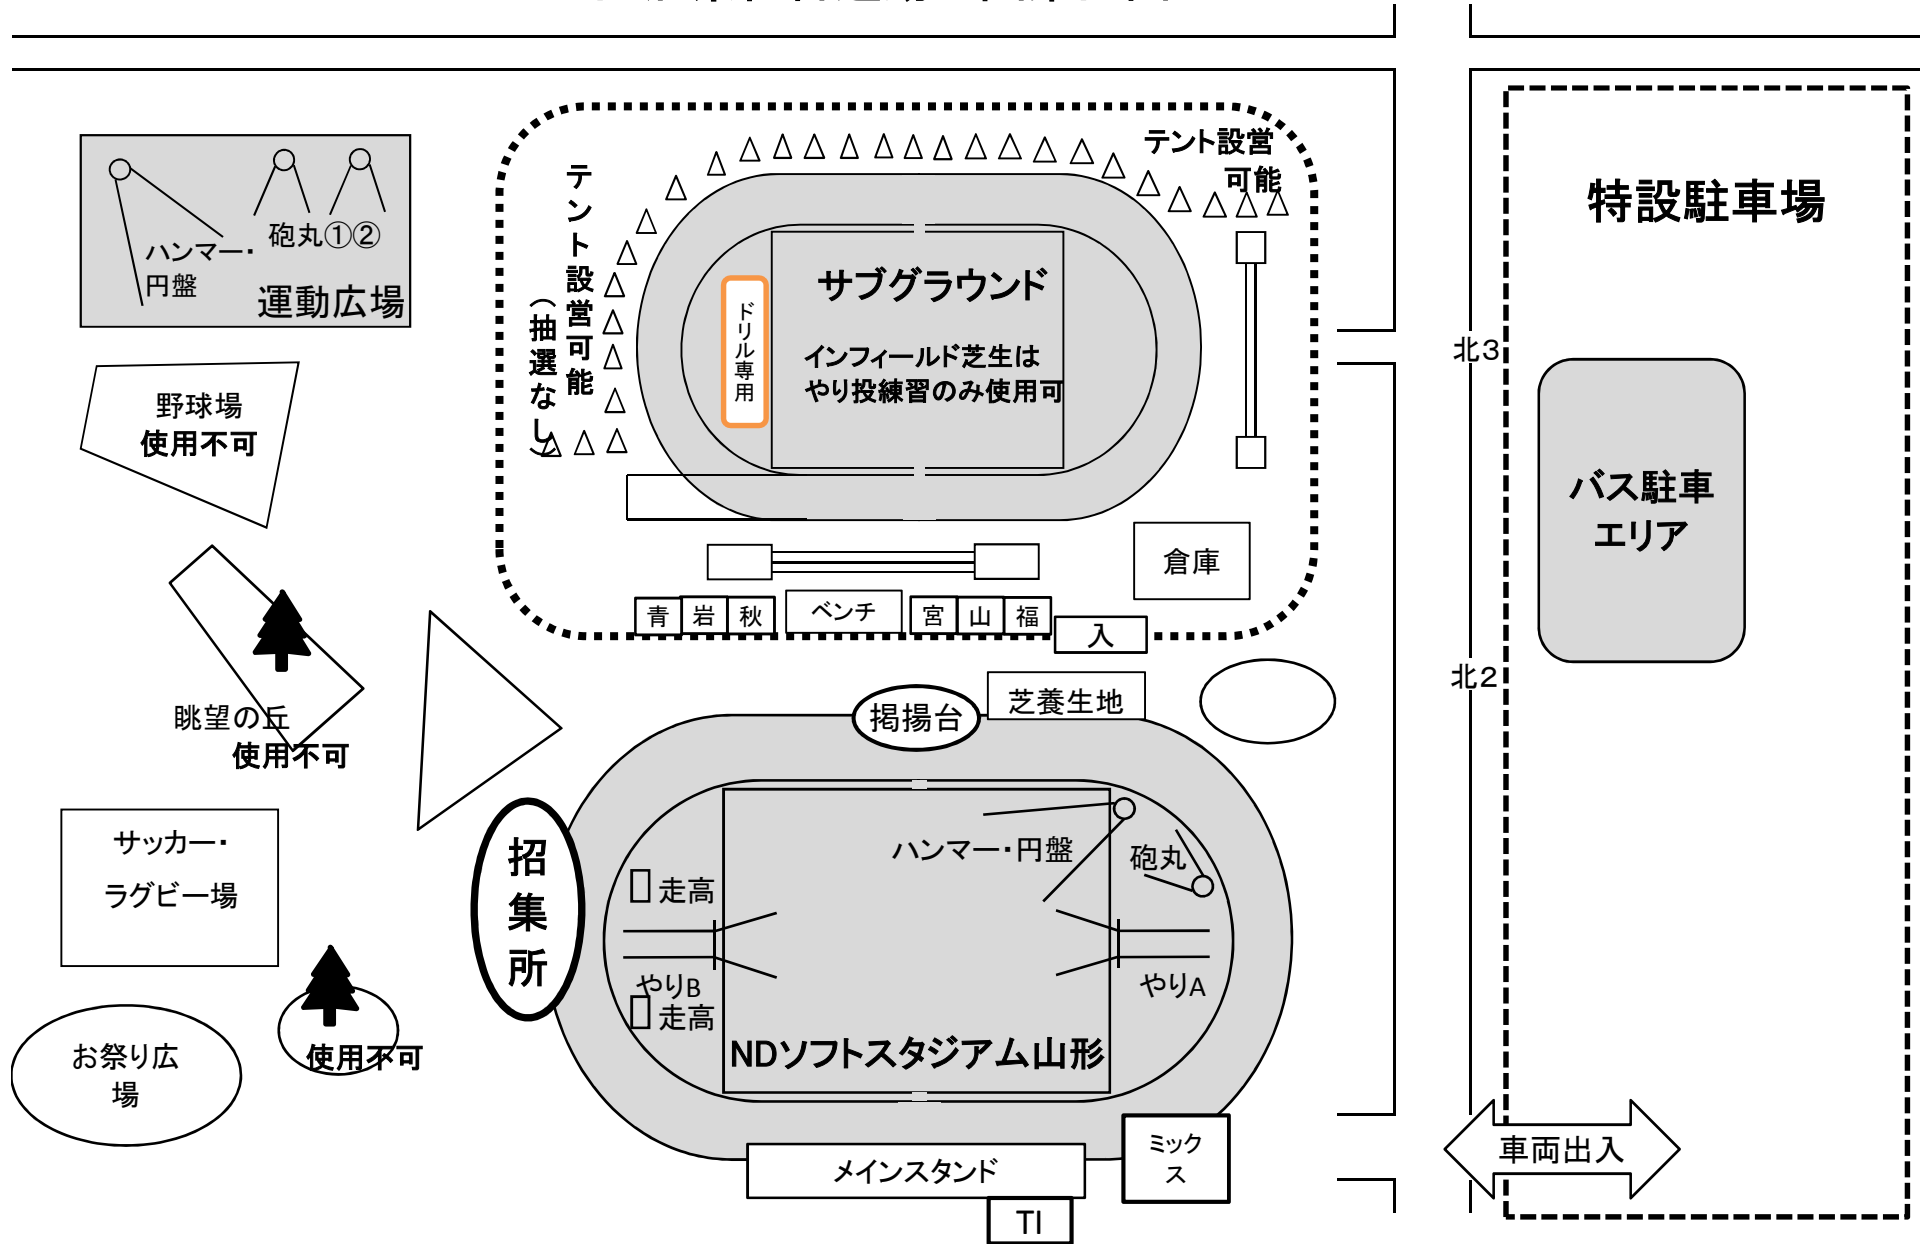 テント設営
可能
特設駐車場
砲丸①②
ハンマー・
円盤
運動広場
テント設営可能
（抽選なし）
サブグラウンド
ドリル専用
インフィールド芝生は
やり投練習のみ使用可
北3
野球場
使用不可
バス駐車
エリア
倉庫
青
岩
秋
ベンチ
宮
山
福
入
北2
芝養生地
掲揚台
眺望の丘
使用不可
サッカー・
ラグビー場
招集所
ハンマー・円盤
砲丸
走高
やりB
走高
やりA
NDソフトスタジアム山形
お祭り広
場
使用不可
ミック
ス
車両出入
メインスタンド
TI